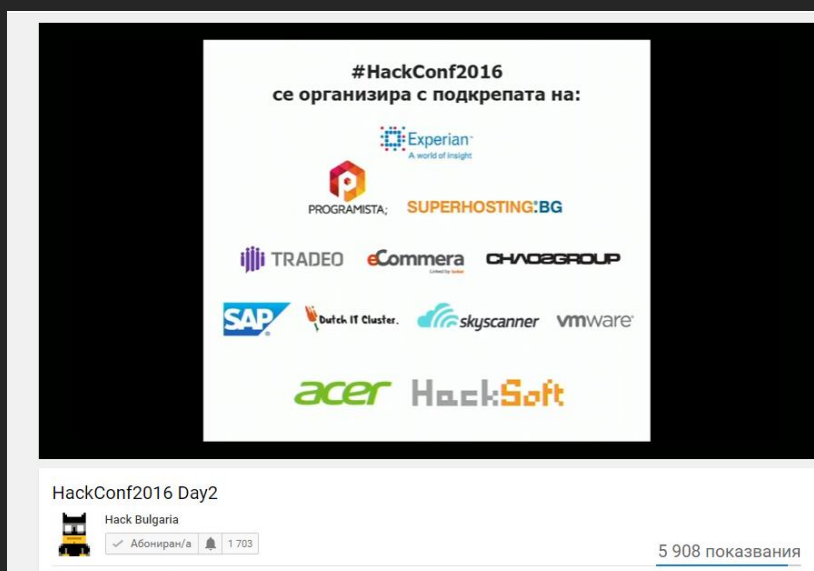 #HackConf2016
се организира с подкрепата на:
Experian
A world of insight
PROGRAMISTA;
SUPERHOSTING.BG
TRADEO
eCommera
CHAOSGROUP
SAP
Dutch IT Cluster.
skyscanner
vmware
acer
HackSoft
HackConf2016 Day2
Hack Bulgaria
Абониран/а 1 703
5 908 показвания